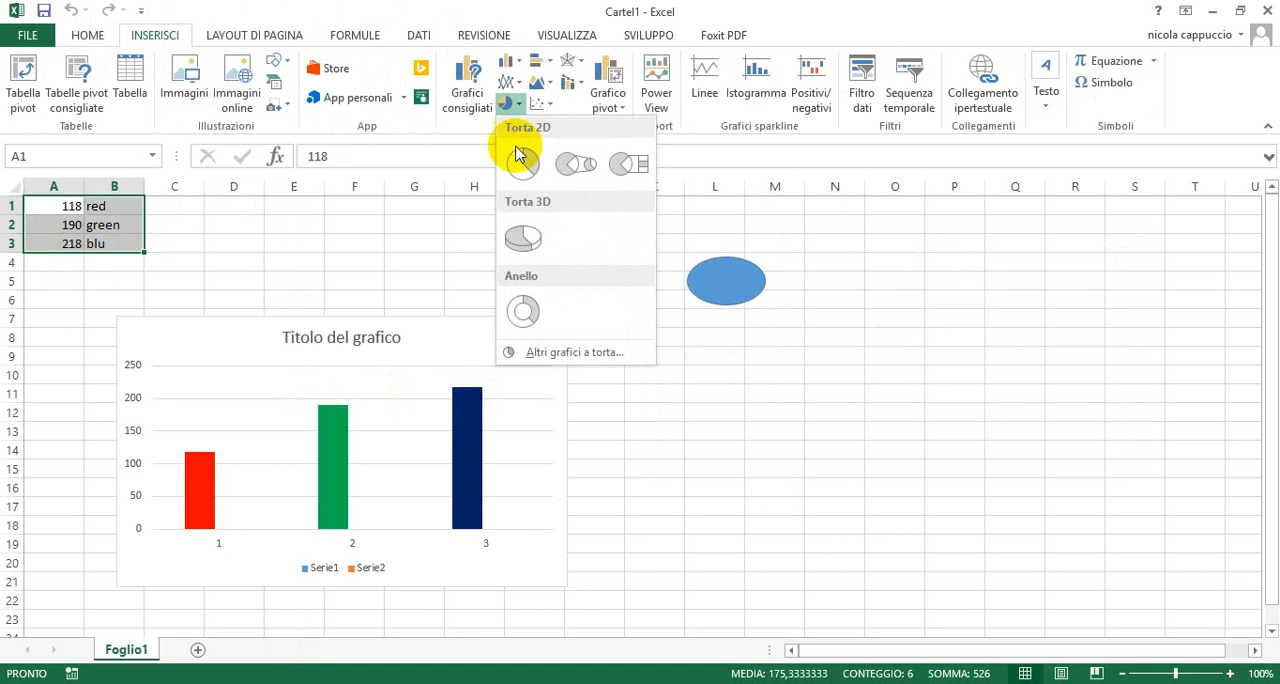 Cartel1 - Excel
?
FILE HOME INSERISCI LAYOUT DI PAGINA FORMULE DATI REVISIONE VISUALIZZA SVILUPPO Foxit PDF nicola cappuccio
Tabella pivot
Tabelle pivot consigliate
Tabella
Tabelle
Immagini
Immagini online
Illustrazioni
Store
App personali
App
Grafici consigliati
Grafico pivot
Power View
Linee
Istogramma
Positivi/ negativi
Grafici sparkline
Filtro dati
Sequenza temporale
Filtri
Collegamento ipertestuale
Collegamenti
A
Testo
π Equazione
Ω Simbolo
Simboli
A1 fx 118
Torta 2D
Torta 3D
Anello
Altri grafici a torta...
A B C D E F G H L M N O P Q R S T U
1 118 red
2 190 green
3 218 blu
4
5
6
7
8
9
10
11
12
13
14
15
16
17
18
19
20
21
22
23
Titolo del grafico
250
200
150
100
50
0
1 2 3
Serie1 Serie2
Foglio1
PRONTO MEDIA: 175,3333333 CONTEGGIO: 6 SOMMA: 526 100%